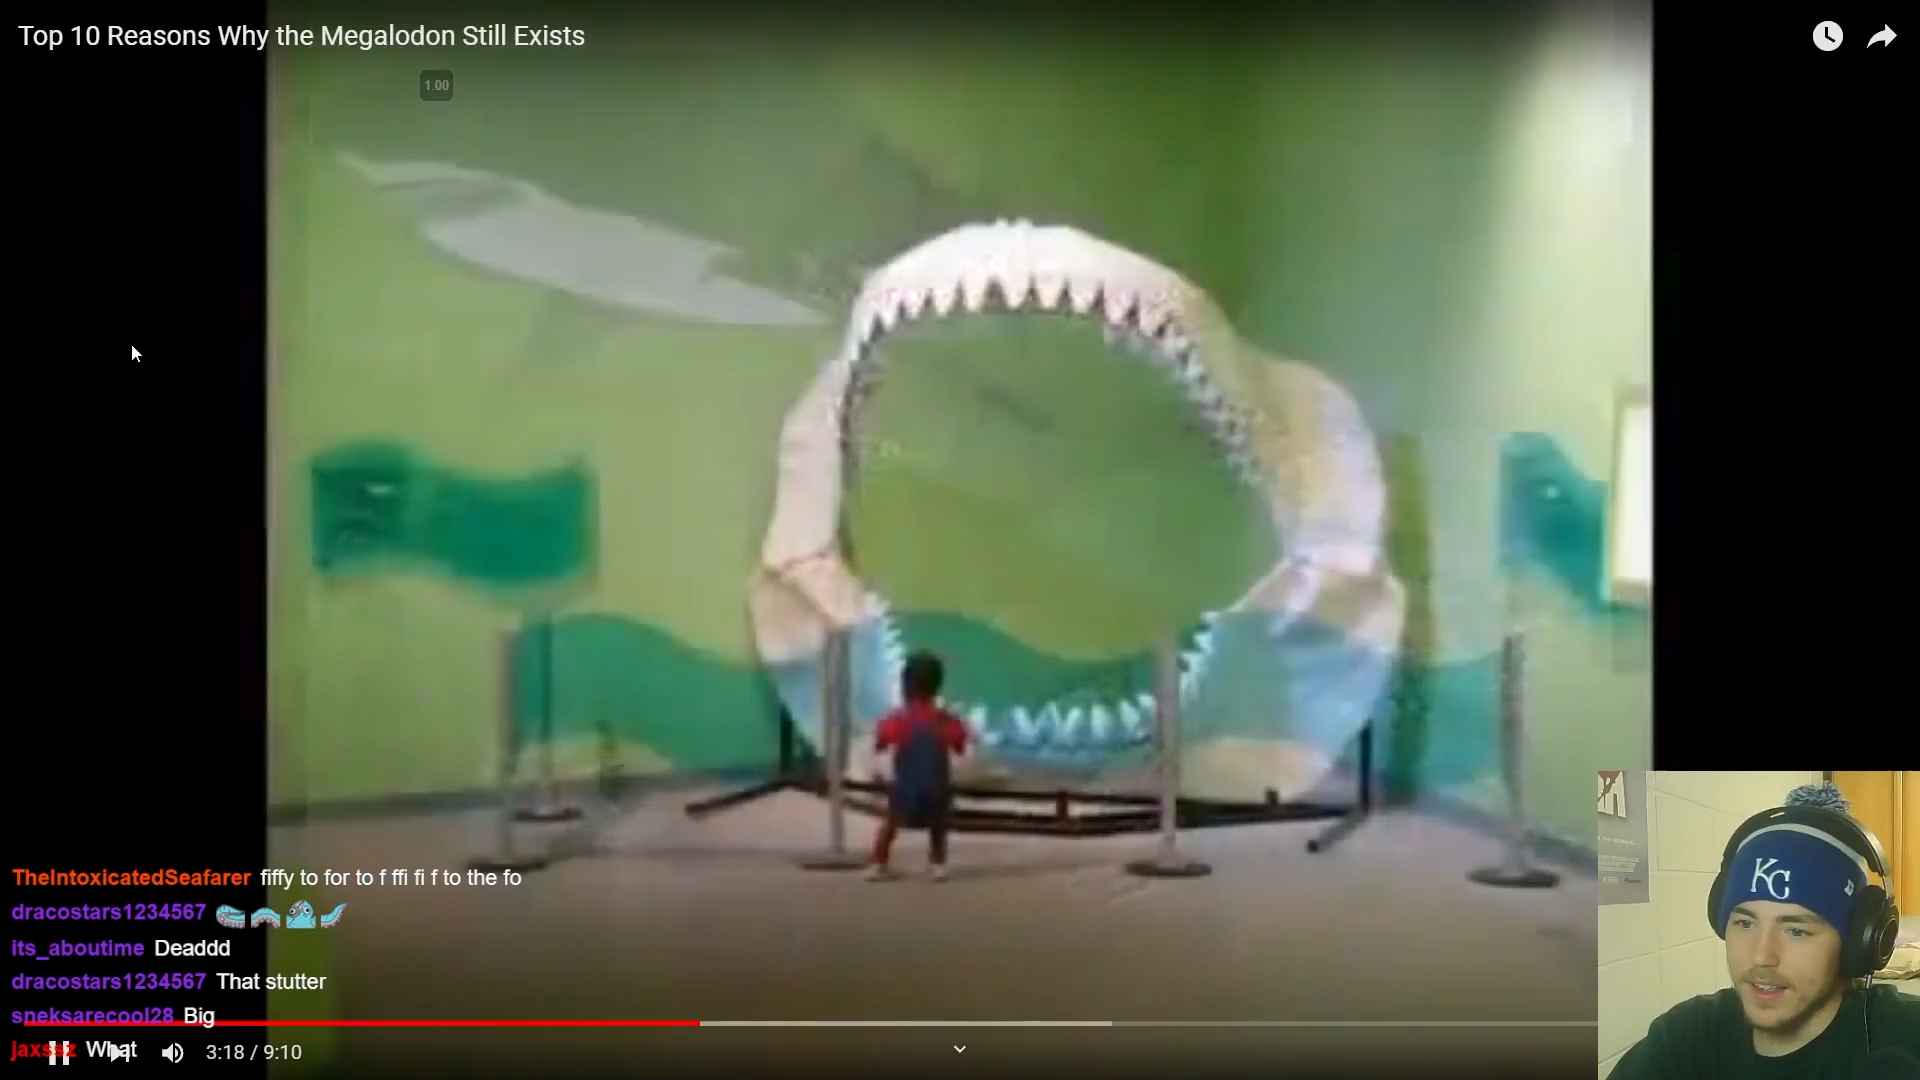 Top 10 Reasons Why the Megalodon Still Exists
1.00
TheIntoxicatedSeafarer fiffy to for to f ffi fi f to the fo
dracostars1234567
its_aboutime Deaddd
dracostars1234567 That stutter
sneksarecool28 Big
jaxssz What
3:18 / 9:10
KC